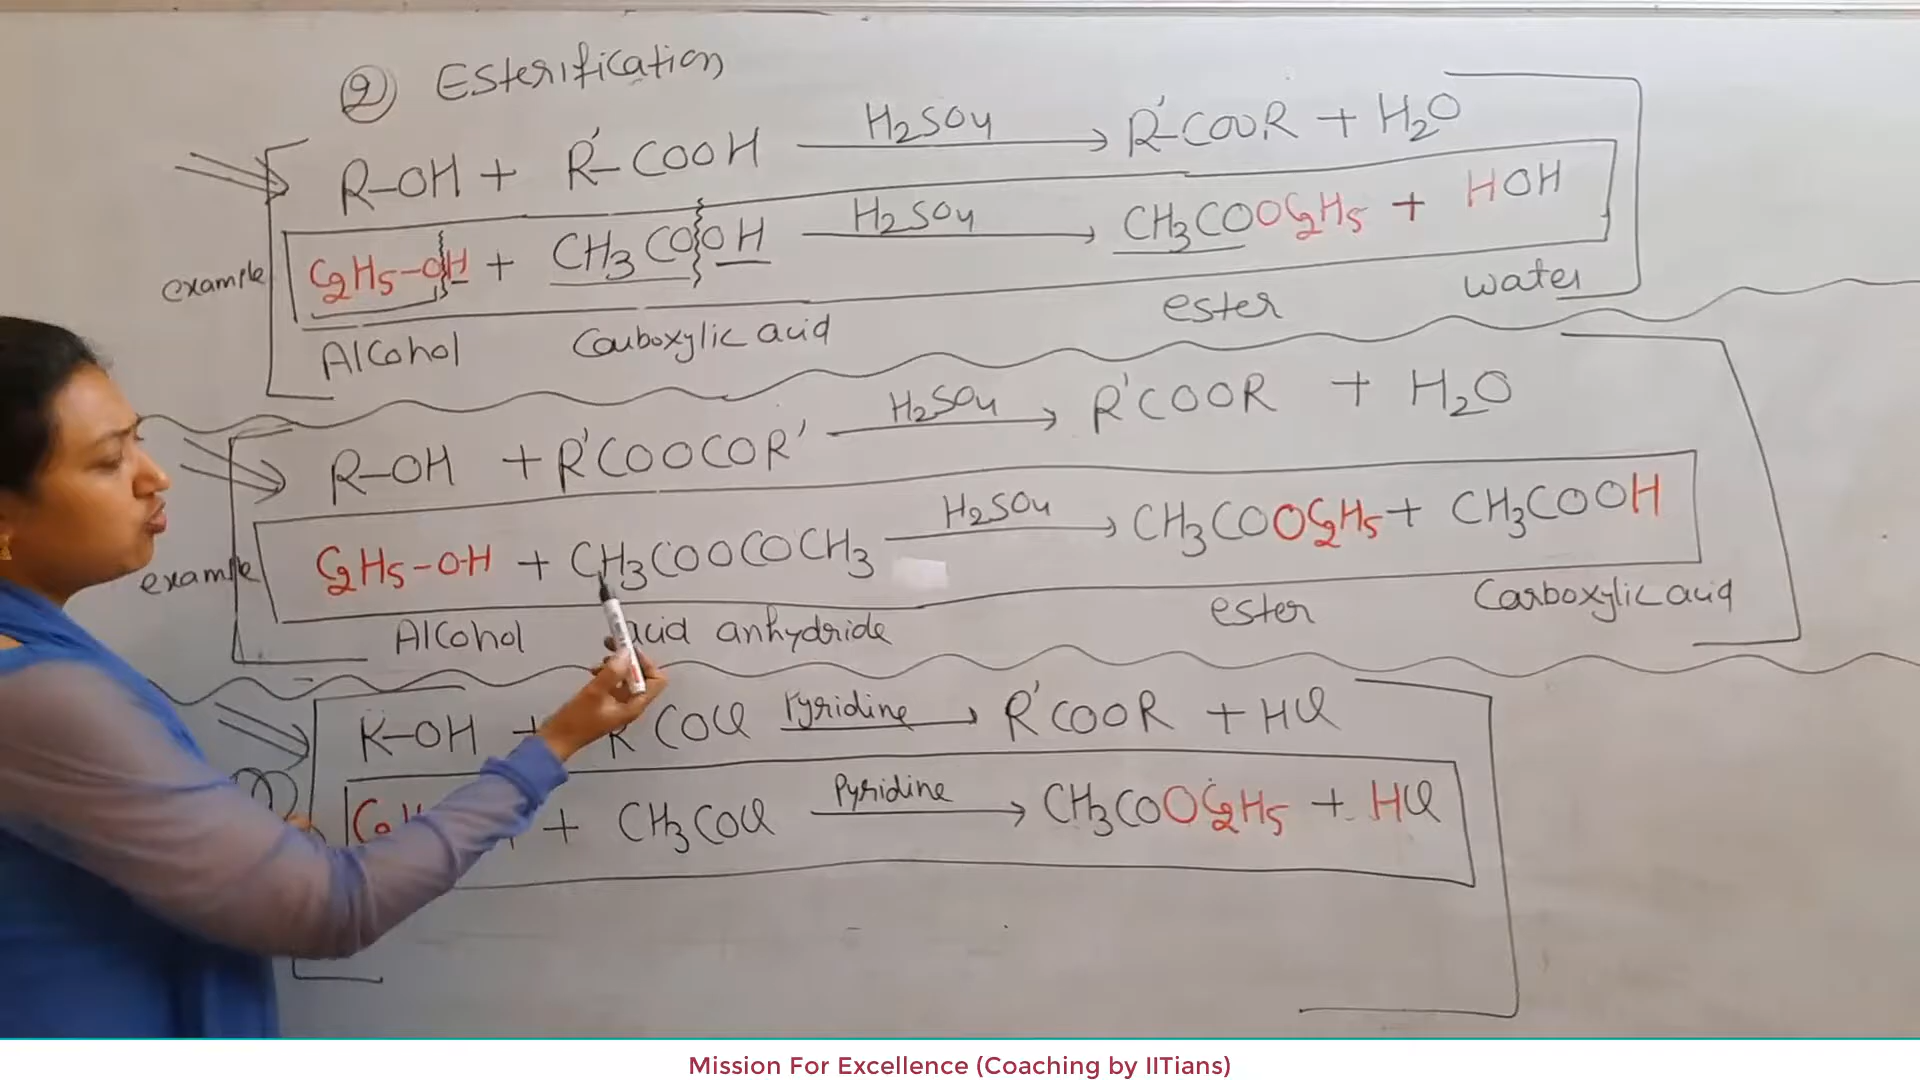 ② Esterification
R-OH + R'-COOH H2SO4 → R'-COOR + H2O
example C2H5-OH + CH3COOH H2SO4 → CH3COOC2H5 + HOH
Alcohol Carboxylic acid ester water
R-OH + R'COOCOR' H2SO4 → R'COOR + H2O
example C2H5-OH + CH3COOCOCH3 H2SO4 → CH3COOC2H5 + CH3COOH
Alcohol acid anhydride ester Carboxylic acid
R-OH + R COCl Pyridine → R'COOR + HCl
+ CH3COCl Pyridine → CH3COOC2H5 + HCl
Mission For Excellence (Coaching by IITians)